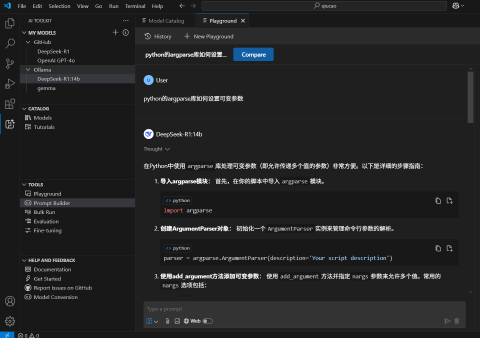 File Edit Selection View Go Run Terminal Help
qiucao
AI TOOLKIT
MY MODELS
GitHub
DeepSeek-R1
OpenAI GPT-4o
Ollama
DeepSeek-R1:14b
gemma
CATALOG
Models
Tutorials
TOOLS
Playground
Prompt Builder
Bulk Run
Evaluation
Fine-tuning
HELP AND FEEDBACK
Documentation
Get Started
Report Issues on GitHub
Model Conversion
Model Catalog
Playground
History
New Playground
python的argparse库如何设置...
Compare
U
User
python的argparse库如何设置可变参数
DeepSeek-R1:14b
Thought
在Python中使用 argparse 库处理可变参数（即允许传递多个值的参数）非常方便。以下是详细的步骤指南：
1. 导入argparse模块： 首先，在你的脚本中导入 argparse 模块。
python
import argparse
2. 创建ArgumentParser对象： 初始化一个 ArgumentParser 实例来管理命令行参数的解析。
python
parser = argparse.ArgumentParser(description="Your script description")
3. 使用add_argument方法添加可变参数： 使用 add_argument 方法并指定 nargs 参数来允许多个值。常用的
nargs 选项包括：
Type a prompt
Web
0 0